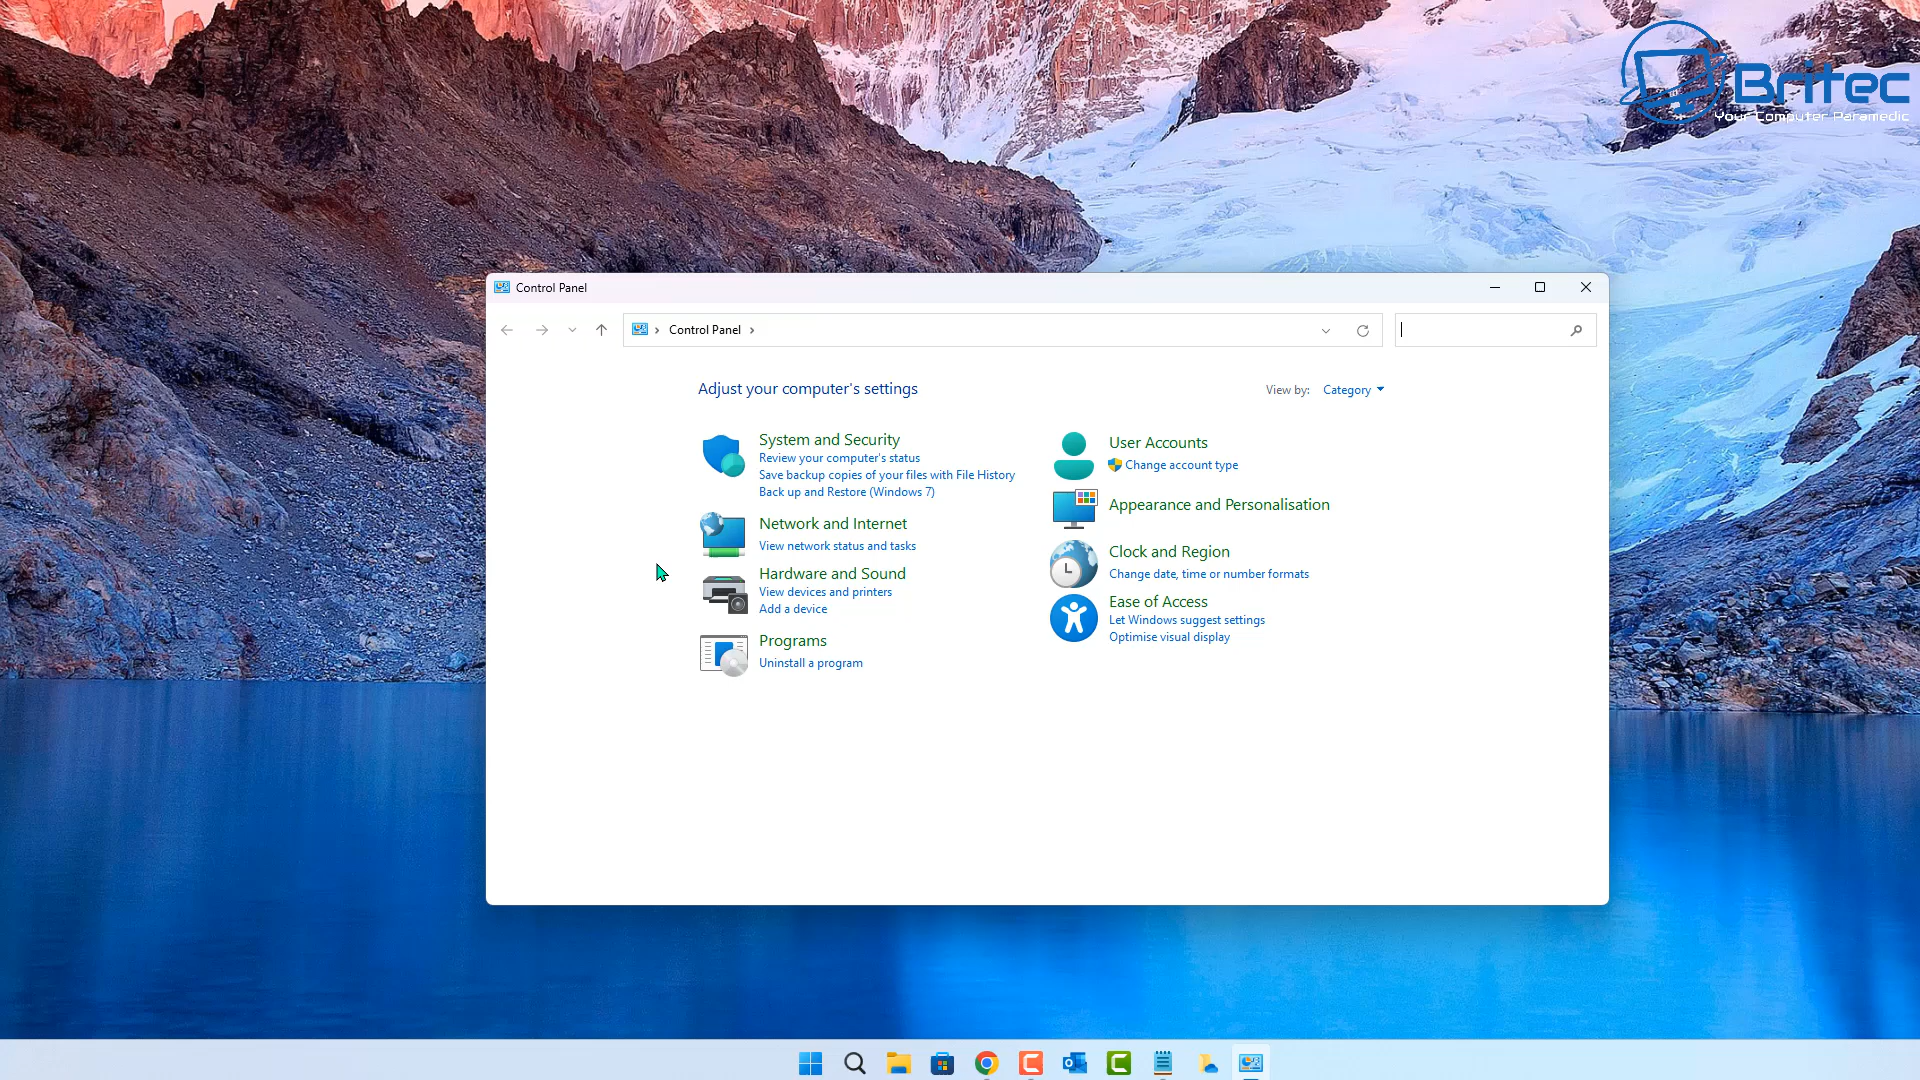 Britec
Your Computer Paramedic
Control Panel
Control Panel
Adjust your computer's settings
View by: Category
System and Security
Review your computer's status
Save backup copies of your files with File History
Back up and Restore (Windows 7)
Network and Internet
View network status and tasks
Hardware and Sound
View devices and printers
Add a device
Programs
Uninstall a program
User Accounts
Change account type
Appearance and Personalisation
Clock and Region
Change date, time or number formats
Ease of Access
Let Windows suggest settings
Optimise visual display